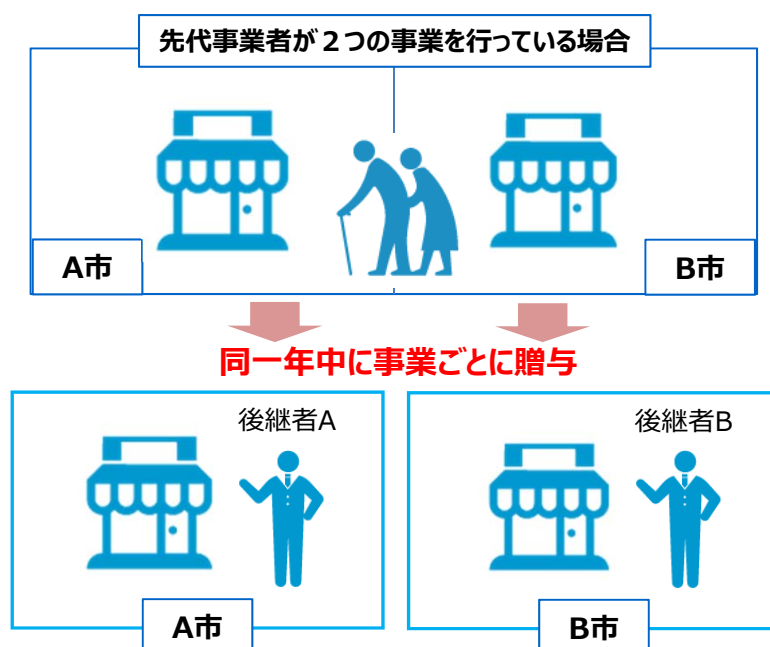 先代事業者が２つの事業を行っている場合
A市
B市
同一年中に事業ごとに贈与
後継者A
後継者B
A市
B市